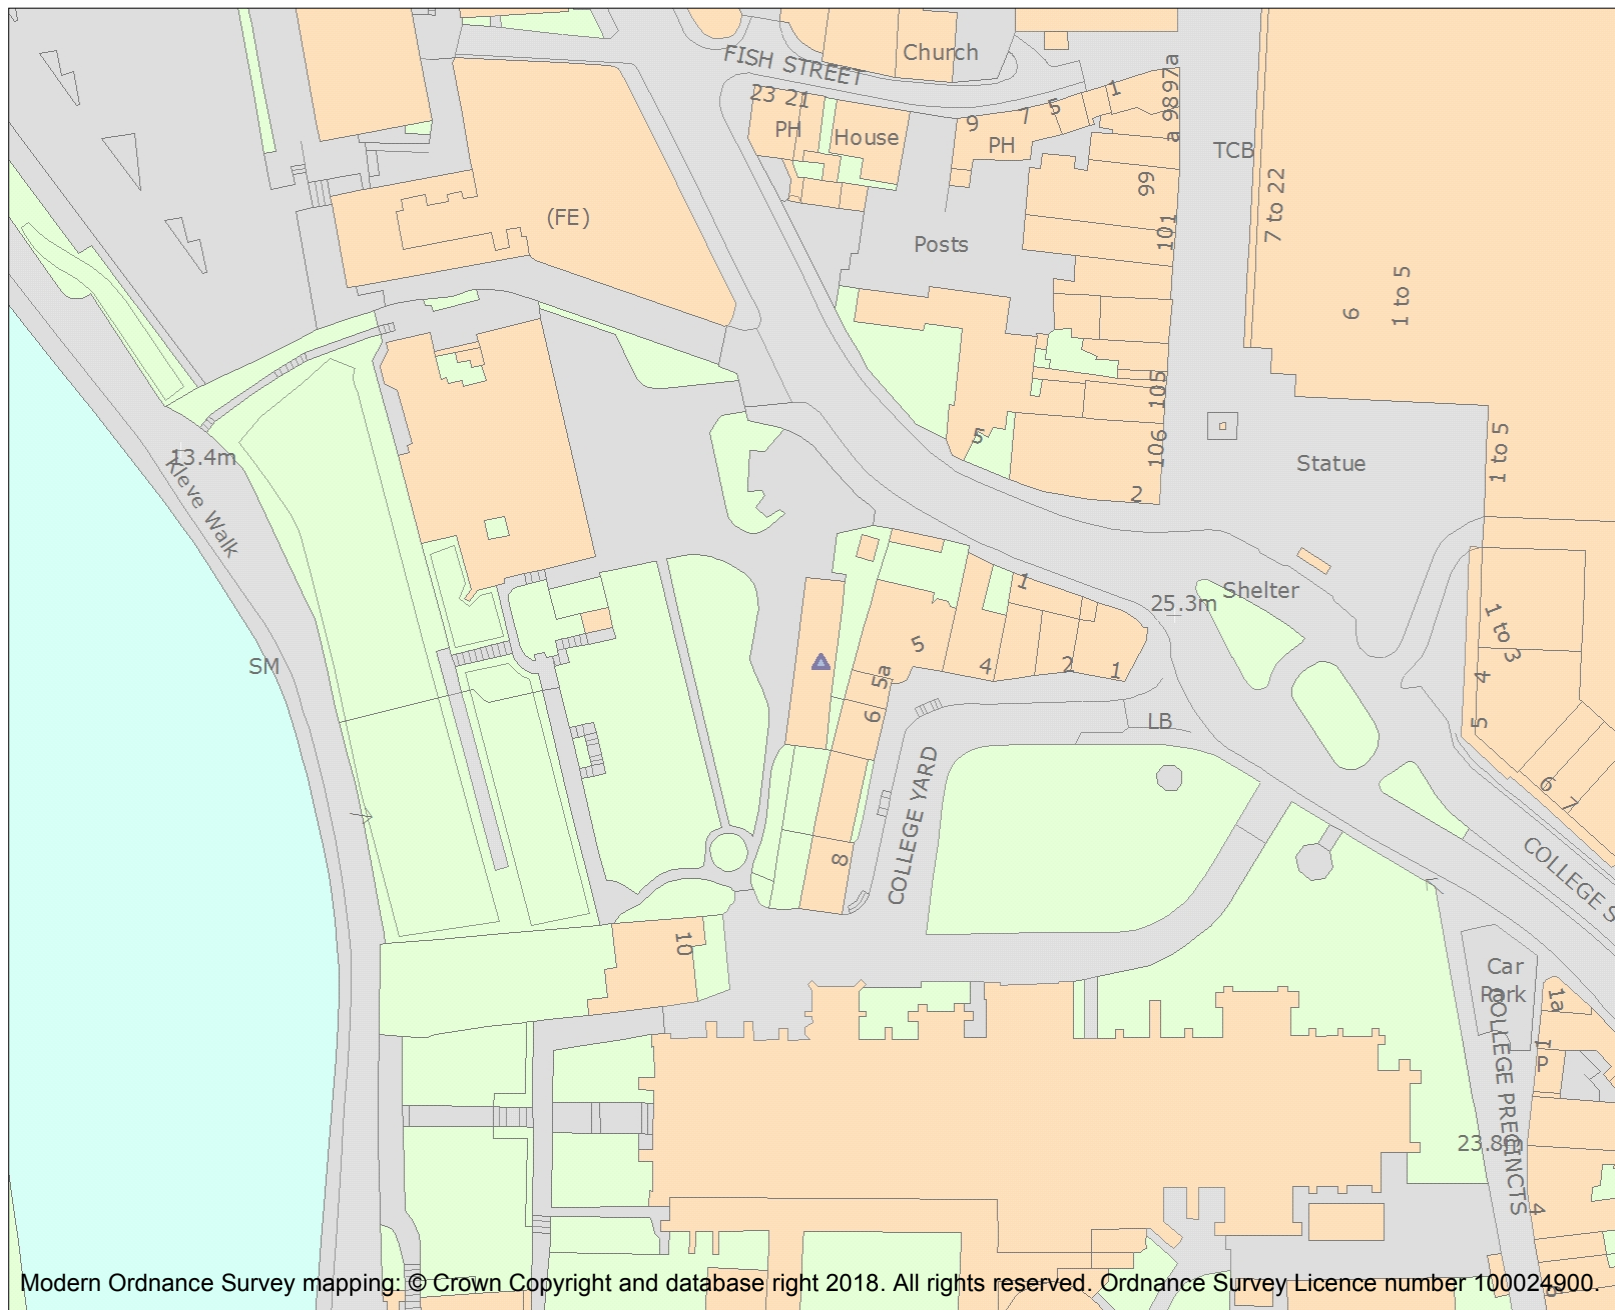 Church
FISH STREET
23 21
PH
House
9
7
5
1
PH
98
97a
a
99
101
TCB
7 to 22
(FE)
Posts
6
1 to 5
105
106
5
2
Statue
1 to 5
13.4m
Kleve Walk
1
Shelter
25.3m
1 to 3
4
5
6
7
SM
5
4
2
1
5a
6
LB
COLLEGE YARD
8
COLLEGE S
10
Car
Park
COLLEGE PRECINCTS
1a
1
P
23.8m
4
Modern Ordnance Survey mapping: © Crown Copyright and database right 2018. All rights reserved. Ordnance Survey Licence number 100024900.